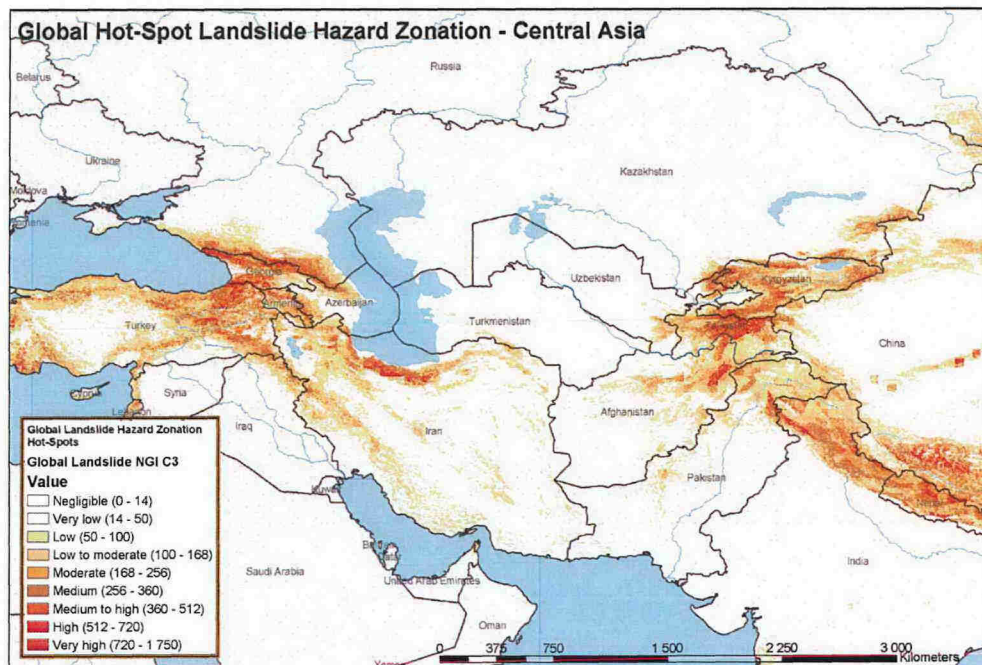 Global Hot-Spot Landslide Hazard Zonation - Central Asia
Belarus
Russia
Ukraine
Kazakhstan
Moldova
Uzbekistan
Georgia
Kyrgyzstan
Armenia
Azerbaijan
Turkey
Turkmenistan
China
Cyprus
Syria
Lebanon
Afghanistan
Iraq
Iran
Pakistan
Kuwait
India
Saudi Arabia
United Arab Emirates
Oman
Global Landslide Hazard Zonation
Hot-Spots
Global Landslide NGI C3
Value
Negligible (0 - 14)
Very low (14 - 50)
Low (50 - 100)
Low to moderate (100 - 168)
Moderate (168 - 256)
Medium (256 - 360)
Medium to high (360 - 512)
High (512 - 720)
Very high (720 - 1 750)
0 375 750 1 500 2 250 3 000
Kilometers